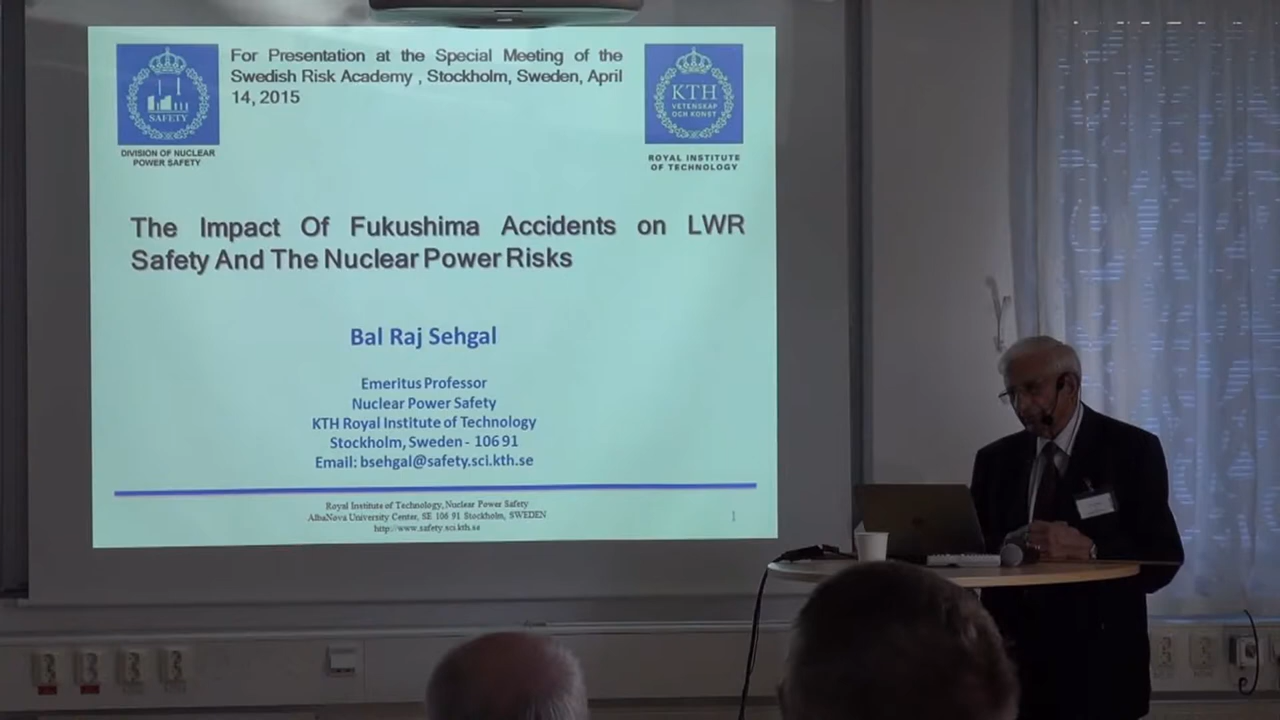 For Presentation at the Special Meeting of the
Swedish Risk Academy , Stockholm, Sweden, April
14, 2015
SAFETY
DIVISION OF NUCLEAR
POWER SAFETY
KTH
VETENSKAP
OCH KONST
ROYAL INSTITUTE
OF TECHNOLOGY
The Impact Of Fukushima Accidents on LWR
Safety And The Nuclear Power Risks
Bal Raj Sehgal
Emeritus Professor
Nuclear Power Safety
KTH Royal Institute of Technology
Stockholm, Sweden - 106 91
Email: bsehgal@safety.sci.kth.se
Royal Institute of Technology, Nuclear Power Safety
AlbaNova University Center, SE 106 91 Stockholm, SWEDEN
http://www.safety.sci.kth.se
1